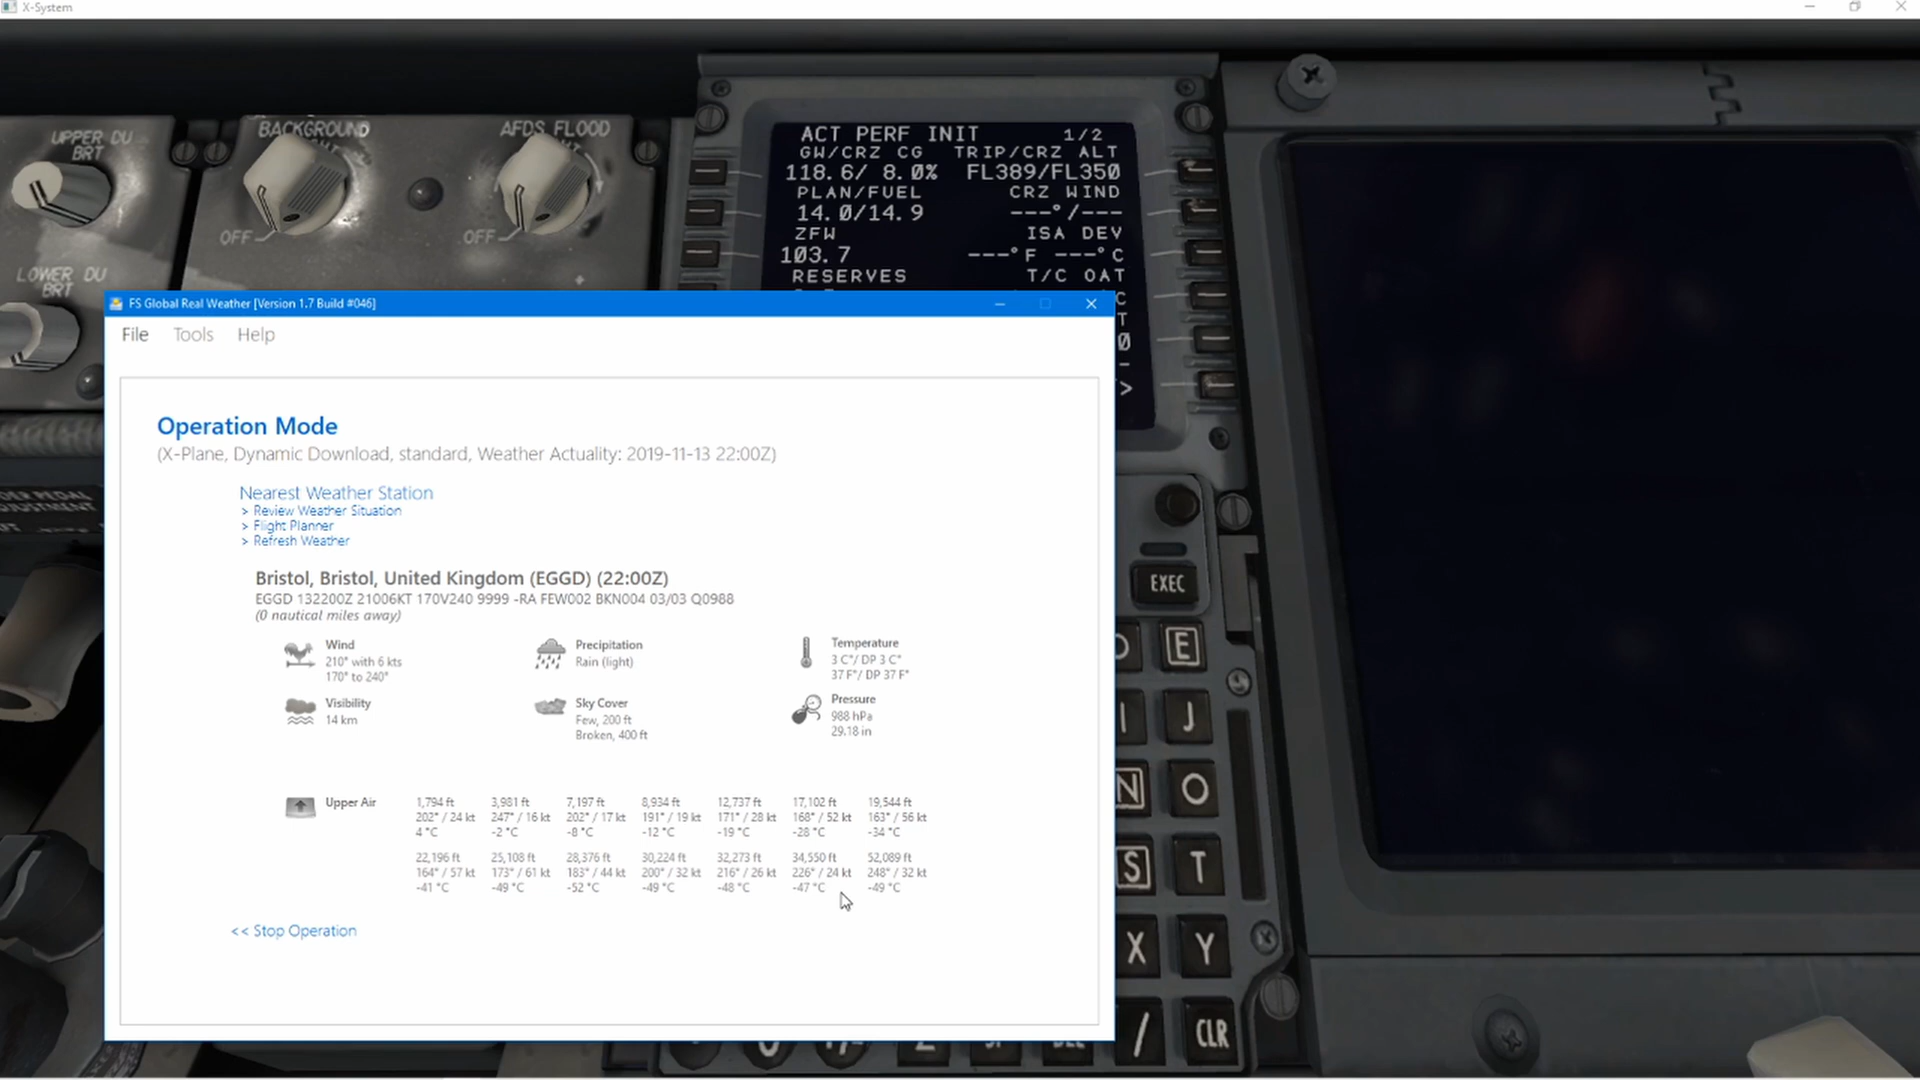 X-System
UPPER DU
BRT
BACKGROUND
AFDS FLOOD
OFF
OFF
LOWER DU
BRT
ACT PERF INIT 1/2
GW/CRZ CG TRIP/CRZ ALT
118.6/ 8.0% FL389/FL350
PLAN/FUEL CRZ WIND
14.0/14.9 ---°/---
ZFW ISA DEV
103.7 ---°F ---°C
RESERVES T/C OAT
FS Global Real Weather [Version 1.7 Build #046]
File Tools Help
Operation Mode
(X-Plane, Dynamic Download, standard, Weather Actuality: 2019-11-13 22:00Z)
Nearest Weather Station
> Review Weather Situation
> Flight Planner
> Refresh Weather
Bristol, Bristol, United Kingdom (EGGD) (22:00Z)
EGGD 132200Z 21006KT 170V240 9999 -RA FEW002 BKN004 03/03 Q0988
(0 nautical miles away)
Wind
210° with 6 kts
170° to 240°
Precipitation
Rain (light)
Temperature
3 C°/ DP 3 C°
37 F°/ DP 37 F°
Visibility
14 km
Sky Cover
Few, 200 ft
Broken, 400 ft
Pressure
988 hPa
29.18 in
Upper Air
1,794 ft 3,981 ft 7,197 ft 8,934 ft 12,737 ft 17,102 ft 19,544 ft
202° / 24 kt 247° / 16 kt 202° / 17 kt 191° / 19 kt 171° / 28 kt 168° / 52 kt 163° / 56 kt
4 °C -2 °C -8 °C -12 °C -19 °C -28 °C -34 °C
22,196 ft 25,108 ft 28,376 ft 30,224 ft 32,273 ft 34,550 ft 52,089 ft
164° / 57 kt 173° / 61 kt 183° / 44 kt 200° / 32 kt 216° / 26 kt 226° / 24 kt 248° / 32 kt
-41 °C -49 °C -52 °C -49 °C -48 °C -47 °C -49 °C
<< Stop Operation
EXEC
E
J
N O
S T
X Y
/ CLR